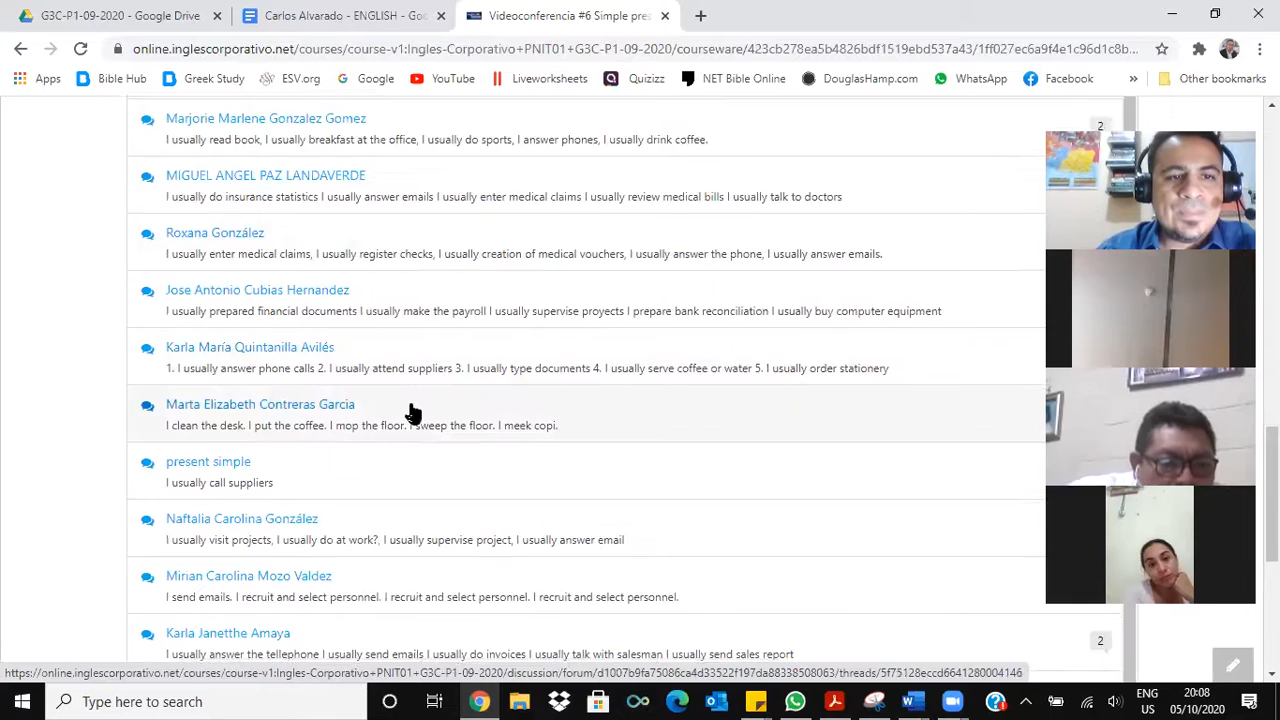 G3C-P1-09-2020 - Google Drive
Carlos Alvarado - ENGLISH - Goo
Videoconferencia #6 Simple pres
online.inglescorporativo.net/courses/course-v1:Ingles-Corporativo+PNIT01+G3C-P1-09-2020/courseware/423cb278ea5b4826bdf1519ebd537a43/1ff027ec6a9f4e1c96d1c8b...
Apps Bible Hub Greek Study ESV.org Google YouTube Liveworksheets Quizizz NET Bible Online DouglasHamp.com WhatsApp Facebook » Other bookmarks
Marjorie Marlene Gonzalez Gomez
2
I usually read book, I usually breakfast at the office, I usually do sports, I answer phones, I usually drink coffee.
MIGUEL ANGEL PAZ LANDAVERDE
I usually do insurance statistics I usually answer emails I usually enter medical claims I usually review medical bills I usually talk to doctors
Roxana González
I usually enter medical claims, I usually register checks, I usually creation of medical vouchers, I usually answer the phone, I usually answer emails.
Jose Antonio Cubias Hernandez
I usually prepared financial documents I usually make the payroll I usually supervise proyects I prepare bank reconciliation I usually buy computer equipment
Karla María Quintanilla Avilés
1. I usually answer phone calls 2. I usually attend suppliers 3. I usually type documents 4. I usually serve coffee or water 5. I usually order stationery
Marta Elizabeth Contreras Garcia
I clean the desk. I put the coffee. I mop the floor. I sweep the floor. I meek copi.
present simple
I usually call suppliers
Naftalia Carolina González
I usually visit projects, I usually do at work?, I usually supervise project, I usually answer email
Mirian Carolina Mozo Valdez
I send emails. I recruit and select personnel. I recruit and select personnel. I recruit and select personnel.
Karla Janetthe Amaya
2
I usually answer the tellephone I usually send emails I usually do invoices I usually talk with salesman I usually send sales report
https://online.inglescorporativo.net/courses/course-v1:Ingles-Corporativo+PNIT01+G3C-P1-09-2020/discussion/forum/d1007b9fa75086ca4d33522f197da88338508063/threads/5f75128eccd6641280004146
Type here to search
ENG
LAA
20:08
05/10/2020